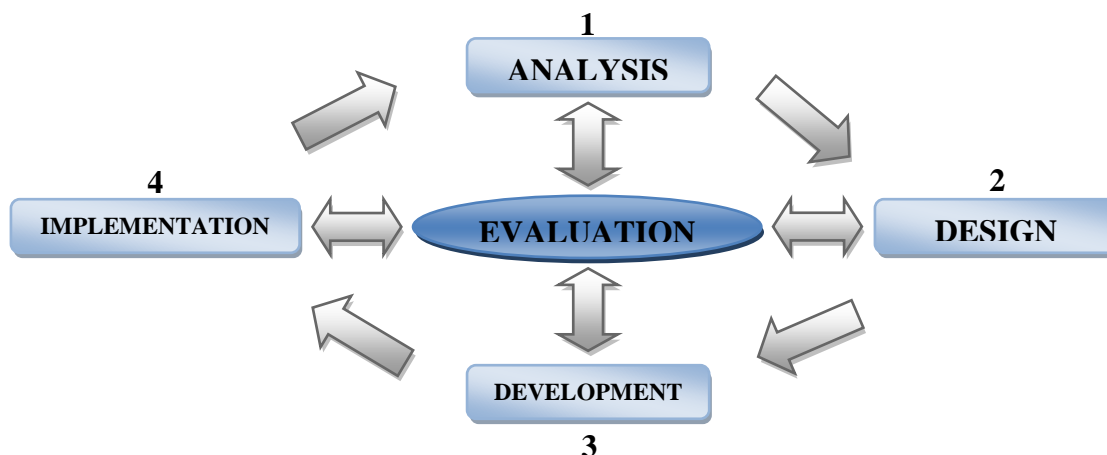 1
ANALYSIS
4
2
IMPLEMENTATION
EVALUATION
DESIGN
DEVELOPMENT
3